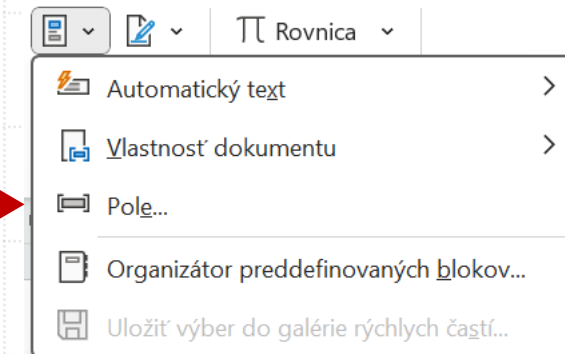 Rovnica
Automatický text
Vlastnosť dokumentu
Pole...
Organizátor preddefinovaných blokov...
Uložiť výber do galérie rýchlych častí...